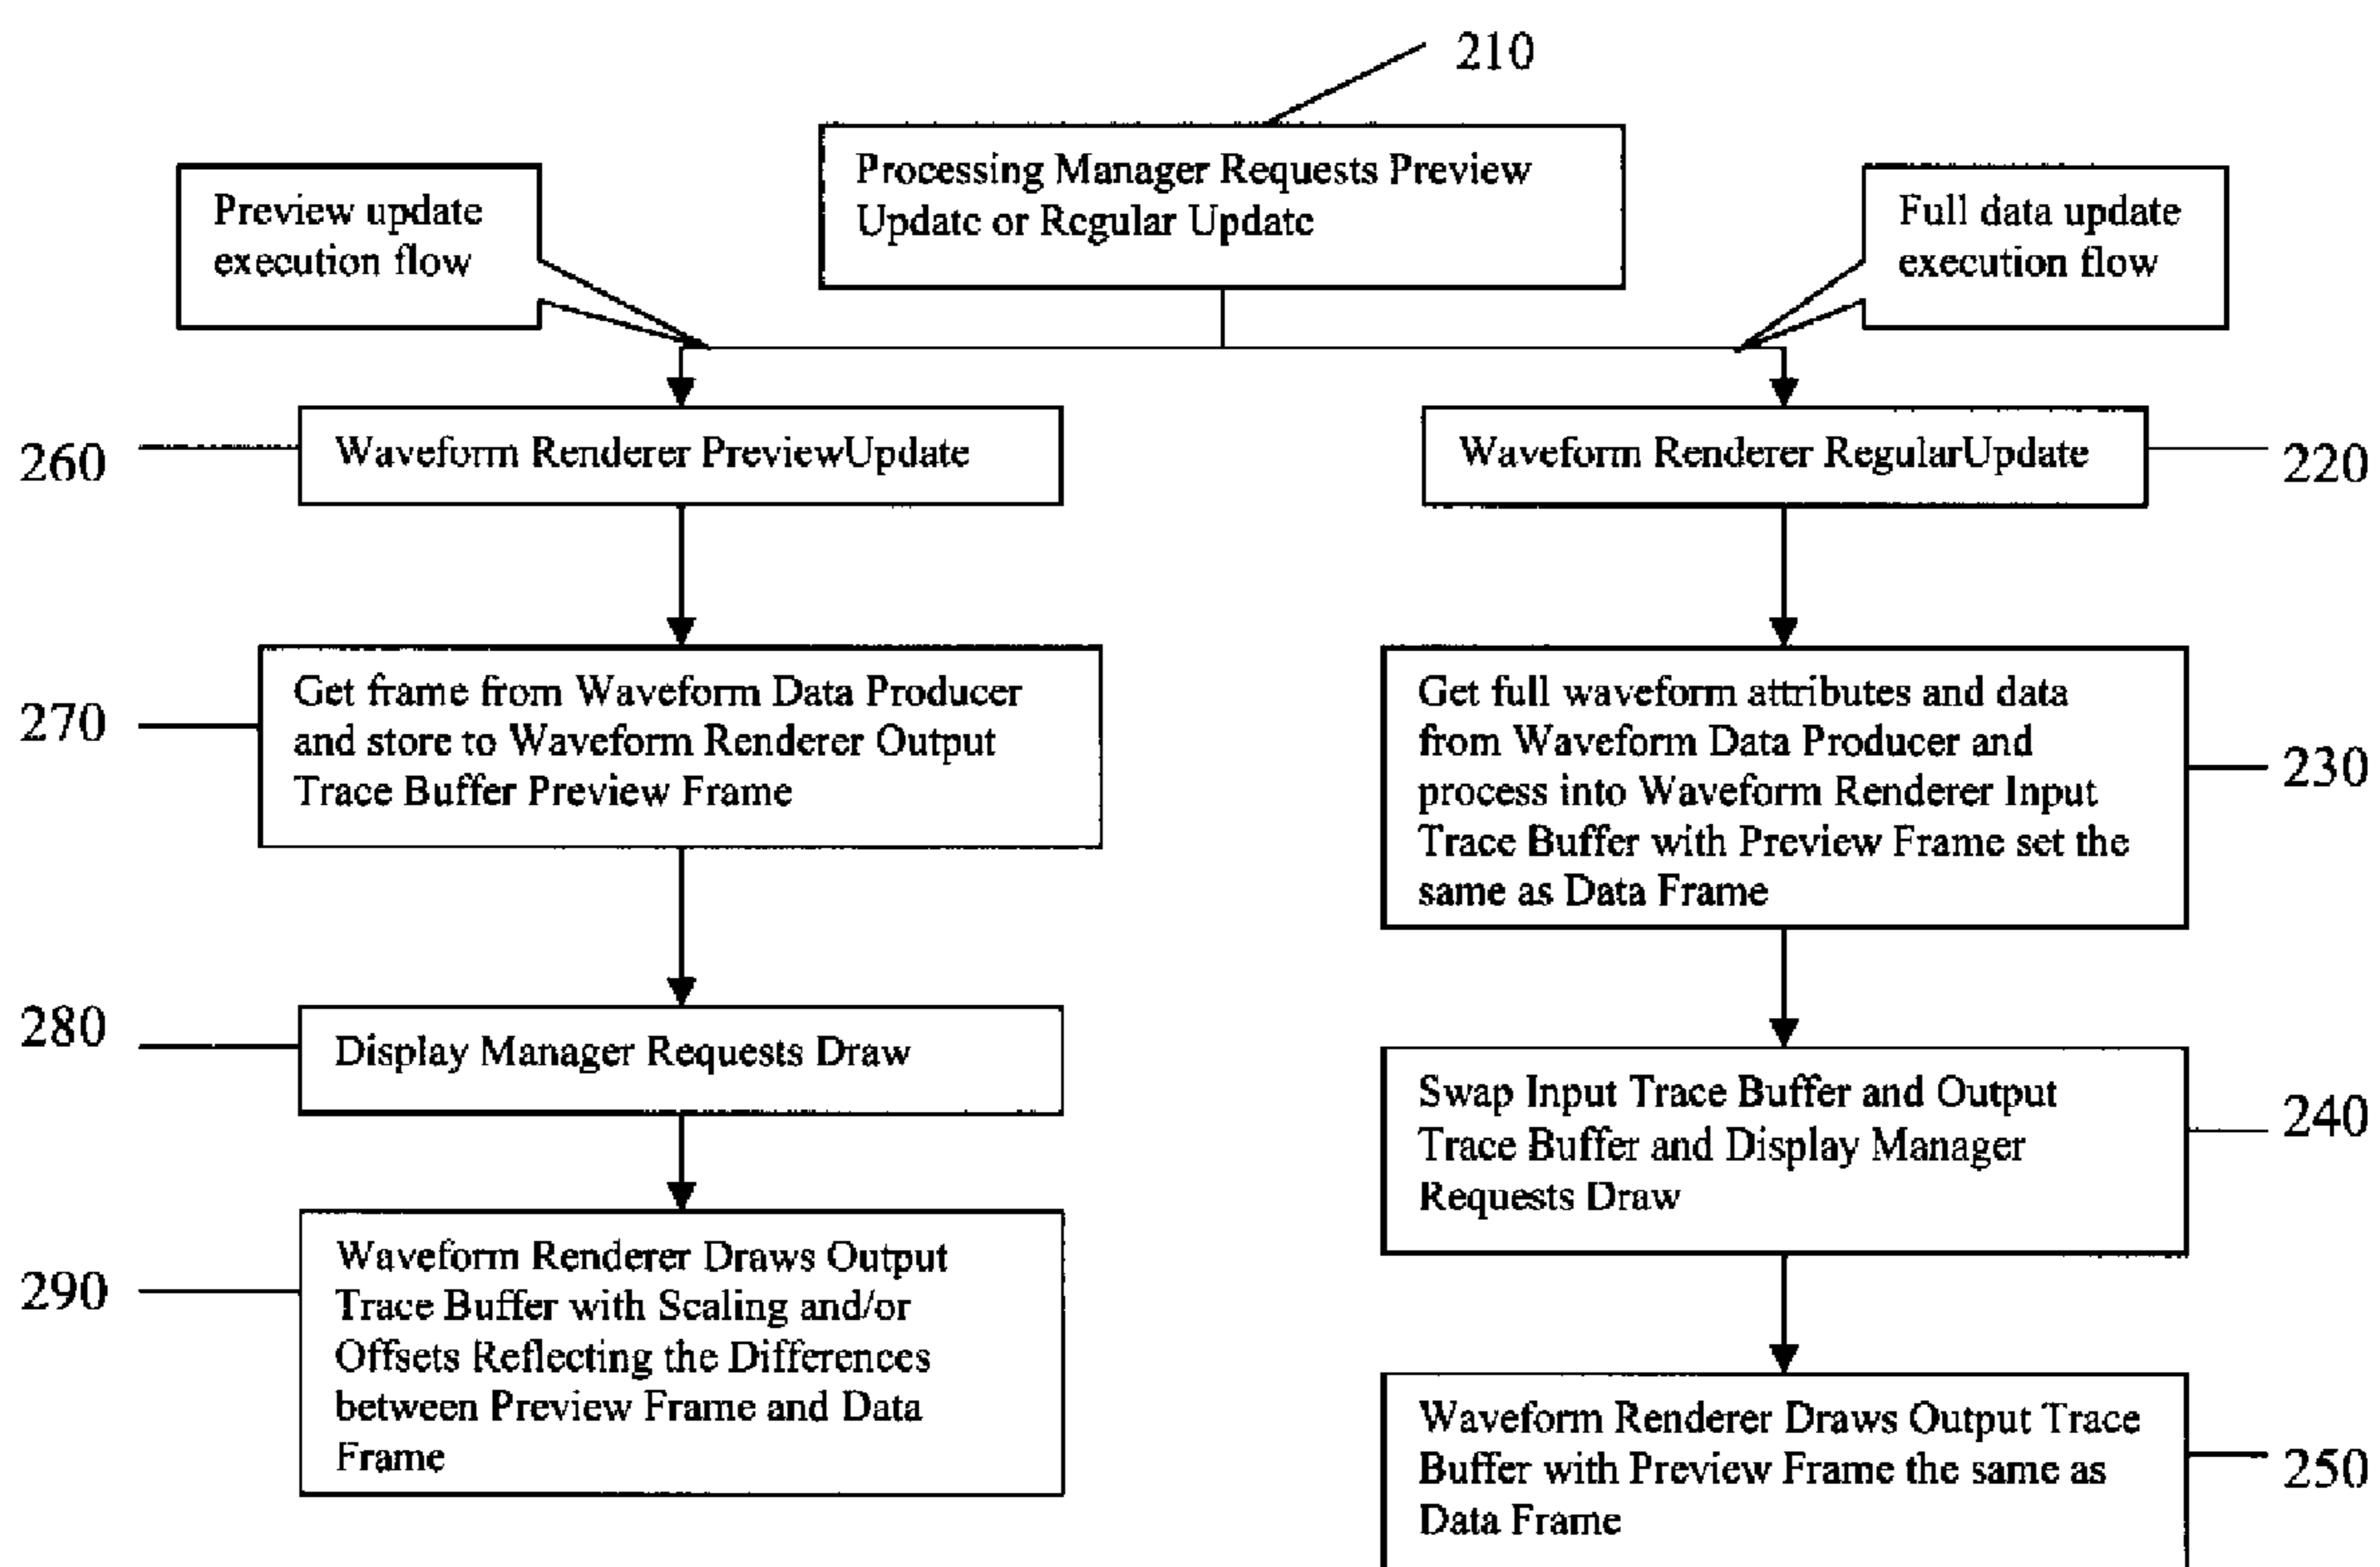 210
Processing Manager Requests Preview
Update or Regular Update
Preview update
execution flow
Full data update
execution flow
260
Waveform Renderer PreviewUpdate
Waveform Renderer RegularUpdate
220
270
Get frame from Waveform Data Producer
and store to Waveform Renderer Output
Trace Buffer Preview Frame
Get full waveform attributes and data
from Waveform Data Producer and
process into Waveform Renderer Input
Trace Buffer with Preview Frame set the
same as Data Frame
230
280
Display Manager Requests Draw
Swap Input Trace Buffer and Output
Trace Buffer and Display Manager
Requests Draw
240
290
Waveform Renderer Draws Output
Trace Buffer with Scaling and/or
Offsets Reflecting the Differences
between Preview Frame and Data
Frame
Waveform Renderer Draws Output Trace
Buffer with Preview Frame the same as
Data Frame
250